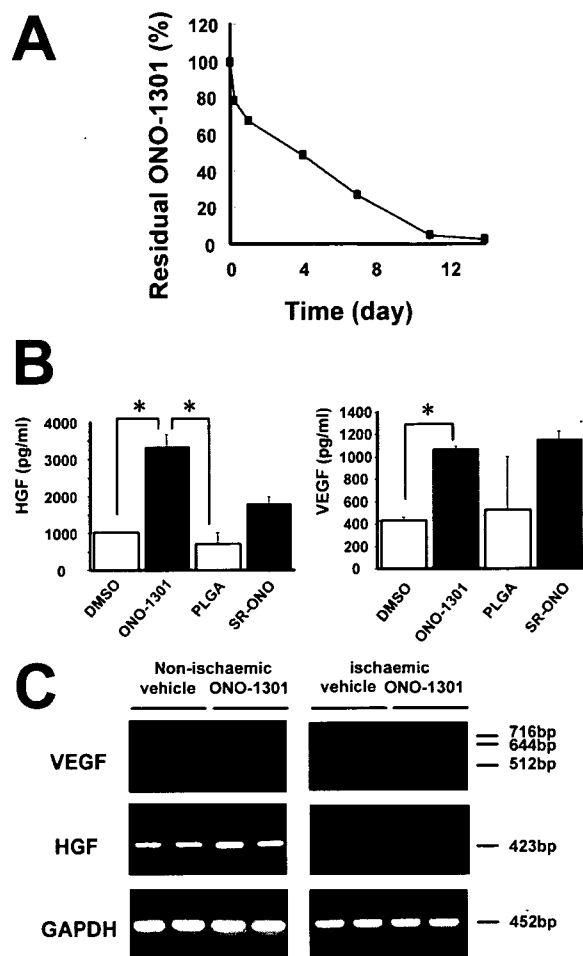 A
120
100
80
60
40
20
0
Residual ONO-1301 (%)
0 4 8 12
Time (day)
B
4000
3000
2000
1000
0
HGF (pg/ml)
* *
DMSO
ONO-1301
PLGA
SR-ONO
1400
1200
1000
800
600
400
200
0
VEGF (pg/ml)
*
DMSO
ONO-1301
PLGA
SR-ONO
C
Non-ischaemic
vehicle ONO-1301
ischaemic
vehicle ONO-1301
VEGF
716bp
644bp
512bp
HGF
423bp
GAPDH
452bp